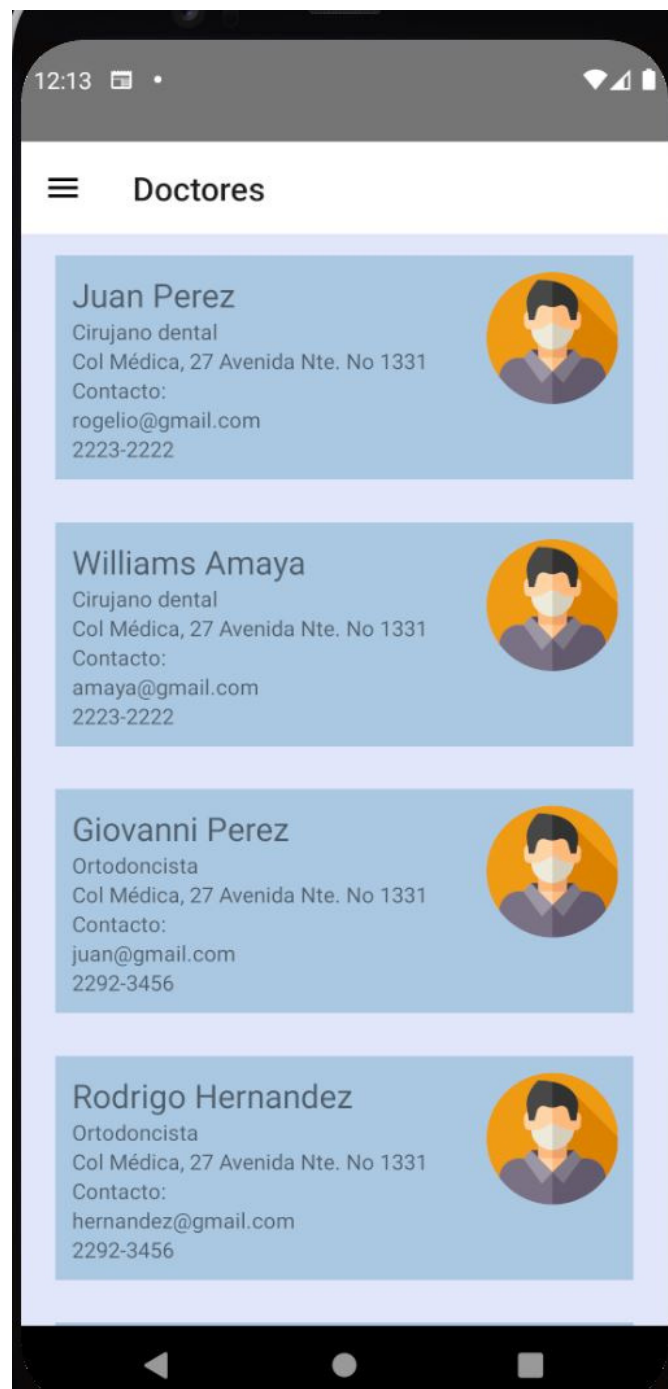 12:13
Doctores
Juan Perez
Cirujano dental
Col Médica, 27 Avenida Nte. No 1331
Contacto:
rogelio@gmail.com
2223-2222
Williams Amaya
Cirujano dental
Col Médica, 27 Avenida Nte. No 1331
Contacto:
amaya@gmail.com
2223-2222
Giovanni Perez
Ortodoncista
Col Médica, 27 Avenida Nte. No 1331
Contacto:
juan@gmail.com
2292-3456
Rodrigo Hernandez
Ortodoncista
Col Médica, 27 Avenida Nte. No 1331
Contacto:
hernandez@gmail.com
2292-3456